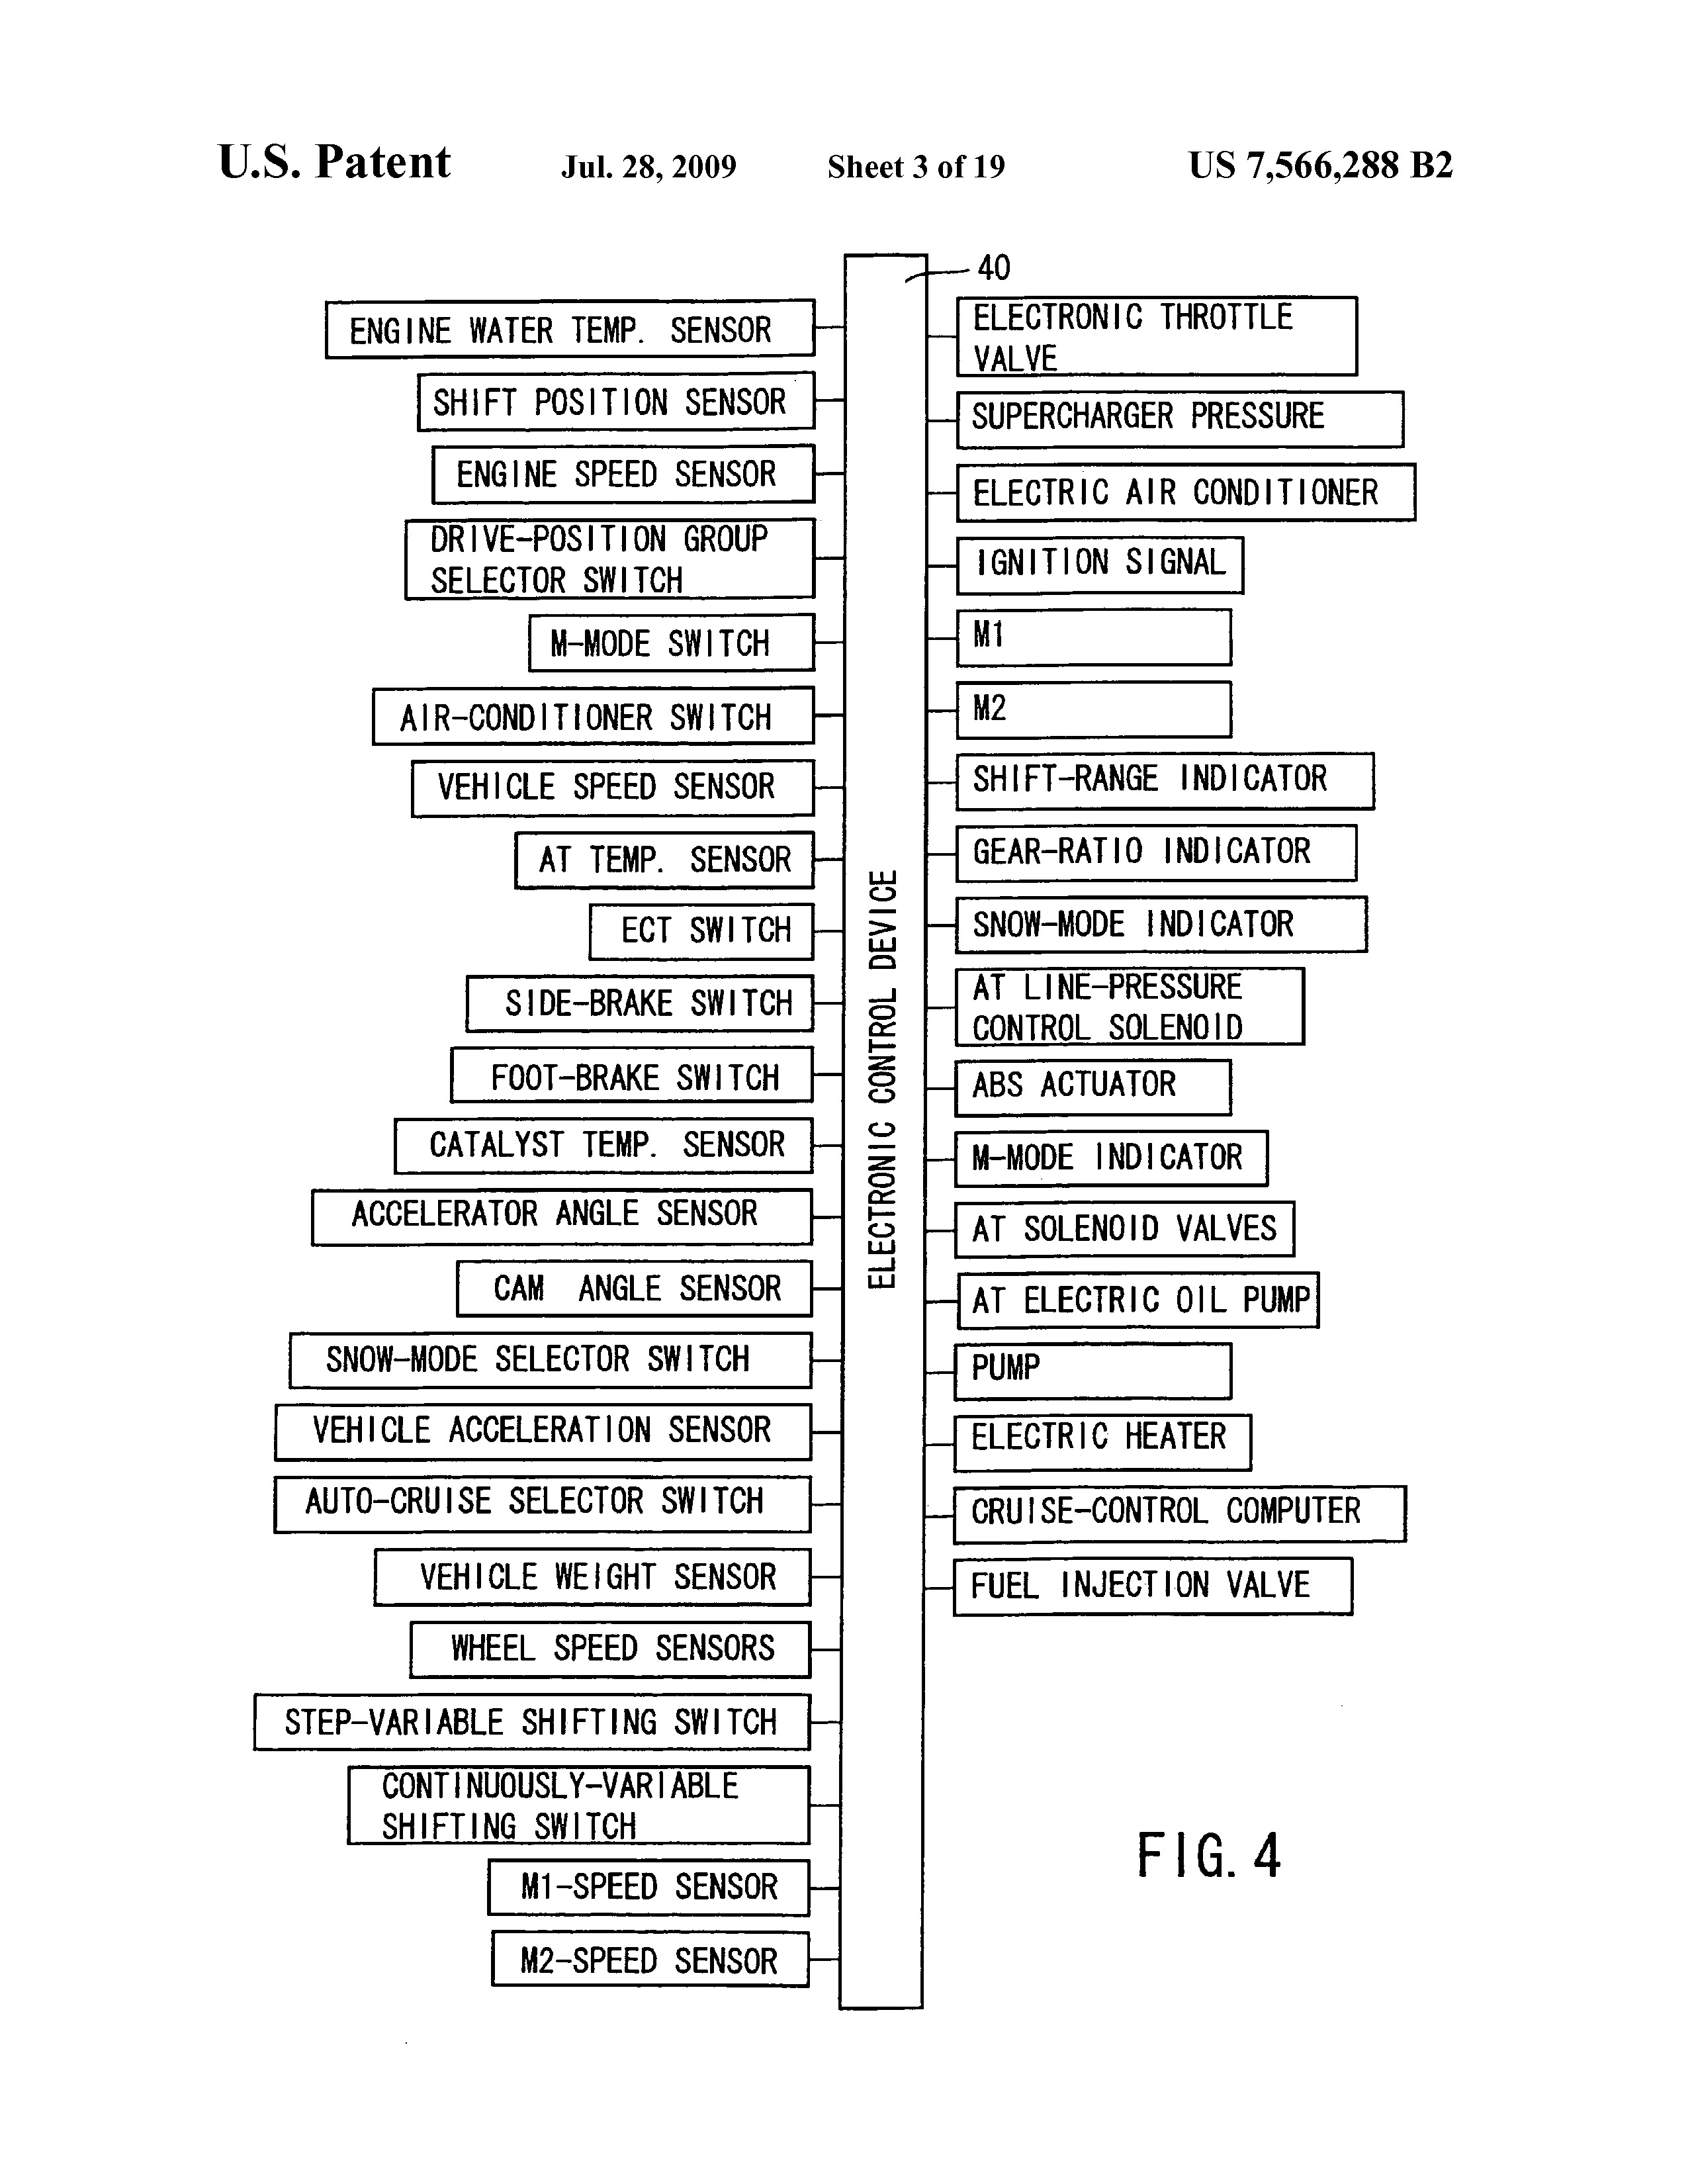 U.S. Patent Jul. 28, 2009 Sheet 3 of 19 US 7,566,288 B2
40
ENGINE WATER TEMP. SENSOR
SHIFT POSITION SENSOR
ENGINE SPEED SENSOR
DRIVE-POSITION GROUP
SELECTOR SWITCH
M-MODE SWITCH
AIR-CONDITIONER SWITCH
VEHICLE SPEED SENSOR
AT TEMP. SENSOR
ECT SWITCH
SIDE-BRAKE SWITCH
FOOT-BRAKE SWITCH
CATALYST TEMP. SENSOR
ACCELERATOR ANGLE SENSOR
CAM ANGLE SENSOR
SNOW-MODE SELECTOR SWITCH
VEHICLE ACCELERATION SENSOR
AUTO-CRUISE SELECTOR SWITCH
VEHICLE WEIGHT SENSOR
WHEEL SPEED SENSORS
STEP-VARIABLE SHIFTING SWITCH
CONTINUOUSLY-VARIABLE
SHIFTING SWITCH
M1-SPEED SENSOR
M2-SPEED SENSOR
ELECTRONIC CONTROL DEVICE
ELECTRONIC THROTTLE
VALVE
SUPERCHARGER PRESSURE
ELECTRIC AIR CONDITIONER
IGNITION SIGNAL
M1
M2
SHIFT-RANGE INDICATOR
GEAR-RATIO INDICATOR
SNOW-MODE INDICATOR
AT LINE-PRESSURE
CONTROL SOLENOID
ABS ACTUATOR
M-MODE INDICATOR
AT SOLENOID VALVES
AT ELECTRIC OIL PUMP
PUMP
ELECTRIC HEATER
CRUISE-CONTROL COMPUTER
FUEL INJECTION VALVE
FIG. 4